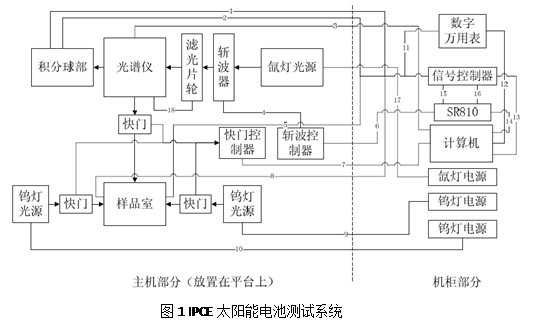 1
2
3
数字
万用表
11
积分球部
光谱仪
滤光片轮
斩波器
氙灯光源
信号控制器
12
15
16
13
18
4
17
SR810
14
快门
5
6
快门控制器
斩波控制器
计算机
7
8
氙灯电源
钨灯光源
快门
样品室
快门
钨灯光源
钨灯电源
9
钨灯电源
10
主机部分（放置在平台上）
机柜部分
图 1 IPCE 太阳能电池测试系统